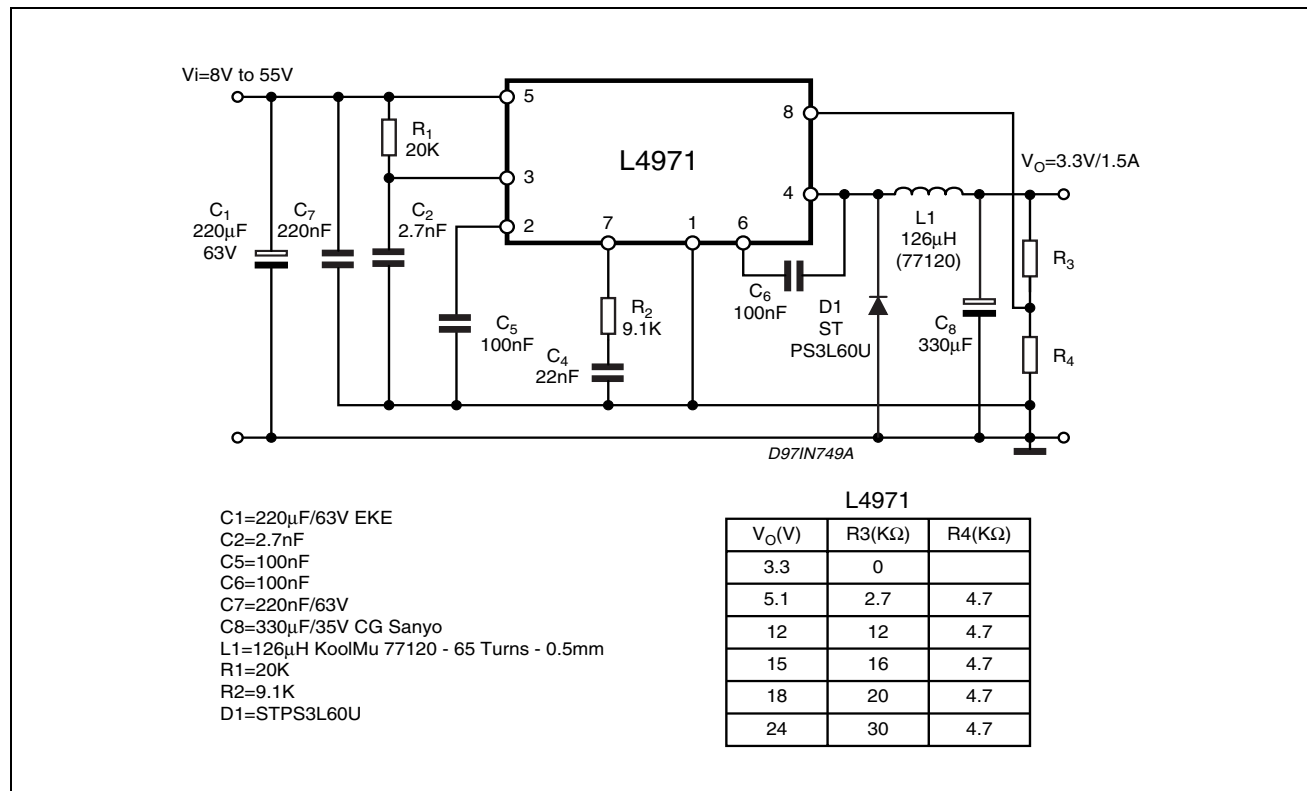 Vi=8V to 55V
5
8
R1
20K
L4971
VO=3.3V/1.5A
3
4
C1
220μF
63V
C7
220nF
C2
2.7nF
2
7
1
6
L1
126μH
(77120)
R3
C6
100nF
D1
ST
PS3L60U
R2
9.1K
C5
100nF
C8
330μF
R4
C4
22nF
D97IN749A
C1=220μF/63V EKE
C2=2.7nF
C5=100nF
C6=100nF
C7=220nF/63V
C8=330μF/35V CG Sanyo
L1=126μH KoolMu 77120 - 65 Turns - 0.5mm
R1=20K
R2=9.1K
D1=STPS3L60U
L4971
VO(V) R3(KΩ) R4(KΩ)
3.3 0
5.1 2.7 4.7
12 12 4.7
15 16 4.7
18 20 4.7
24 30 4.7